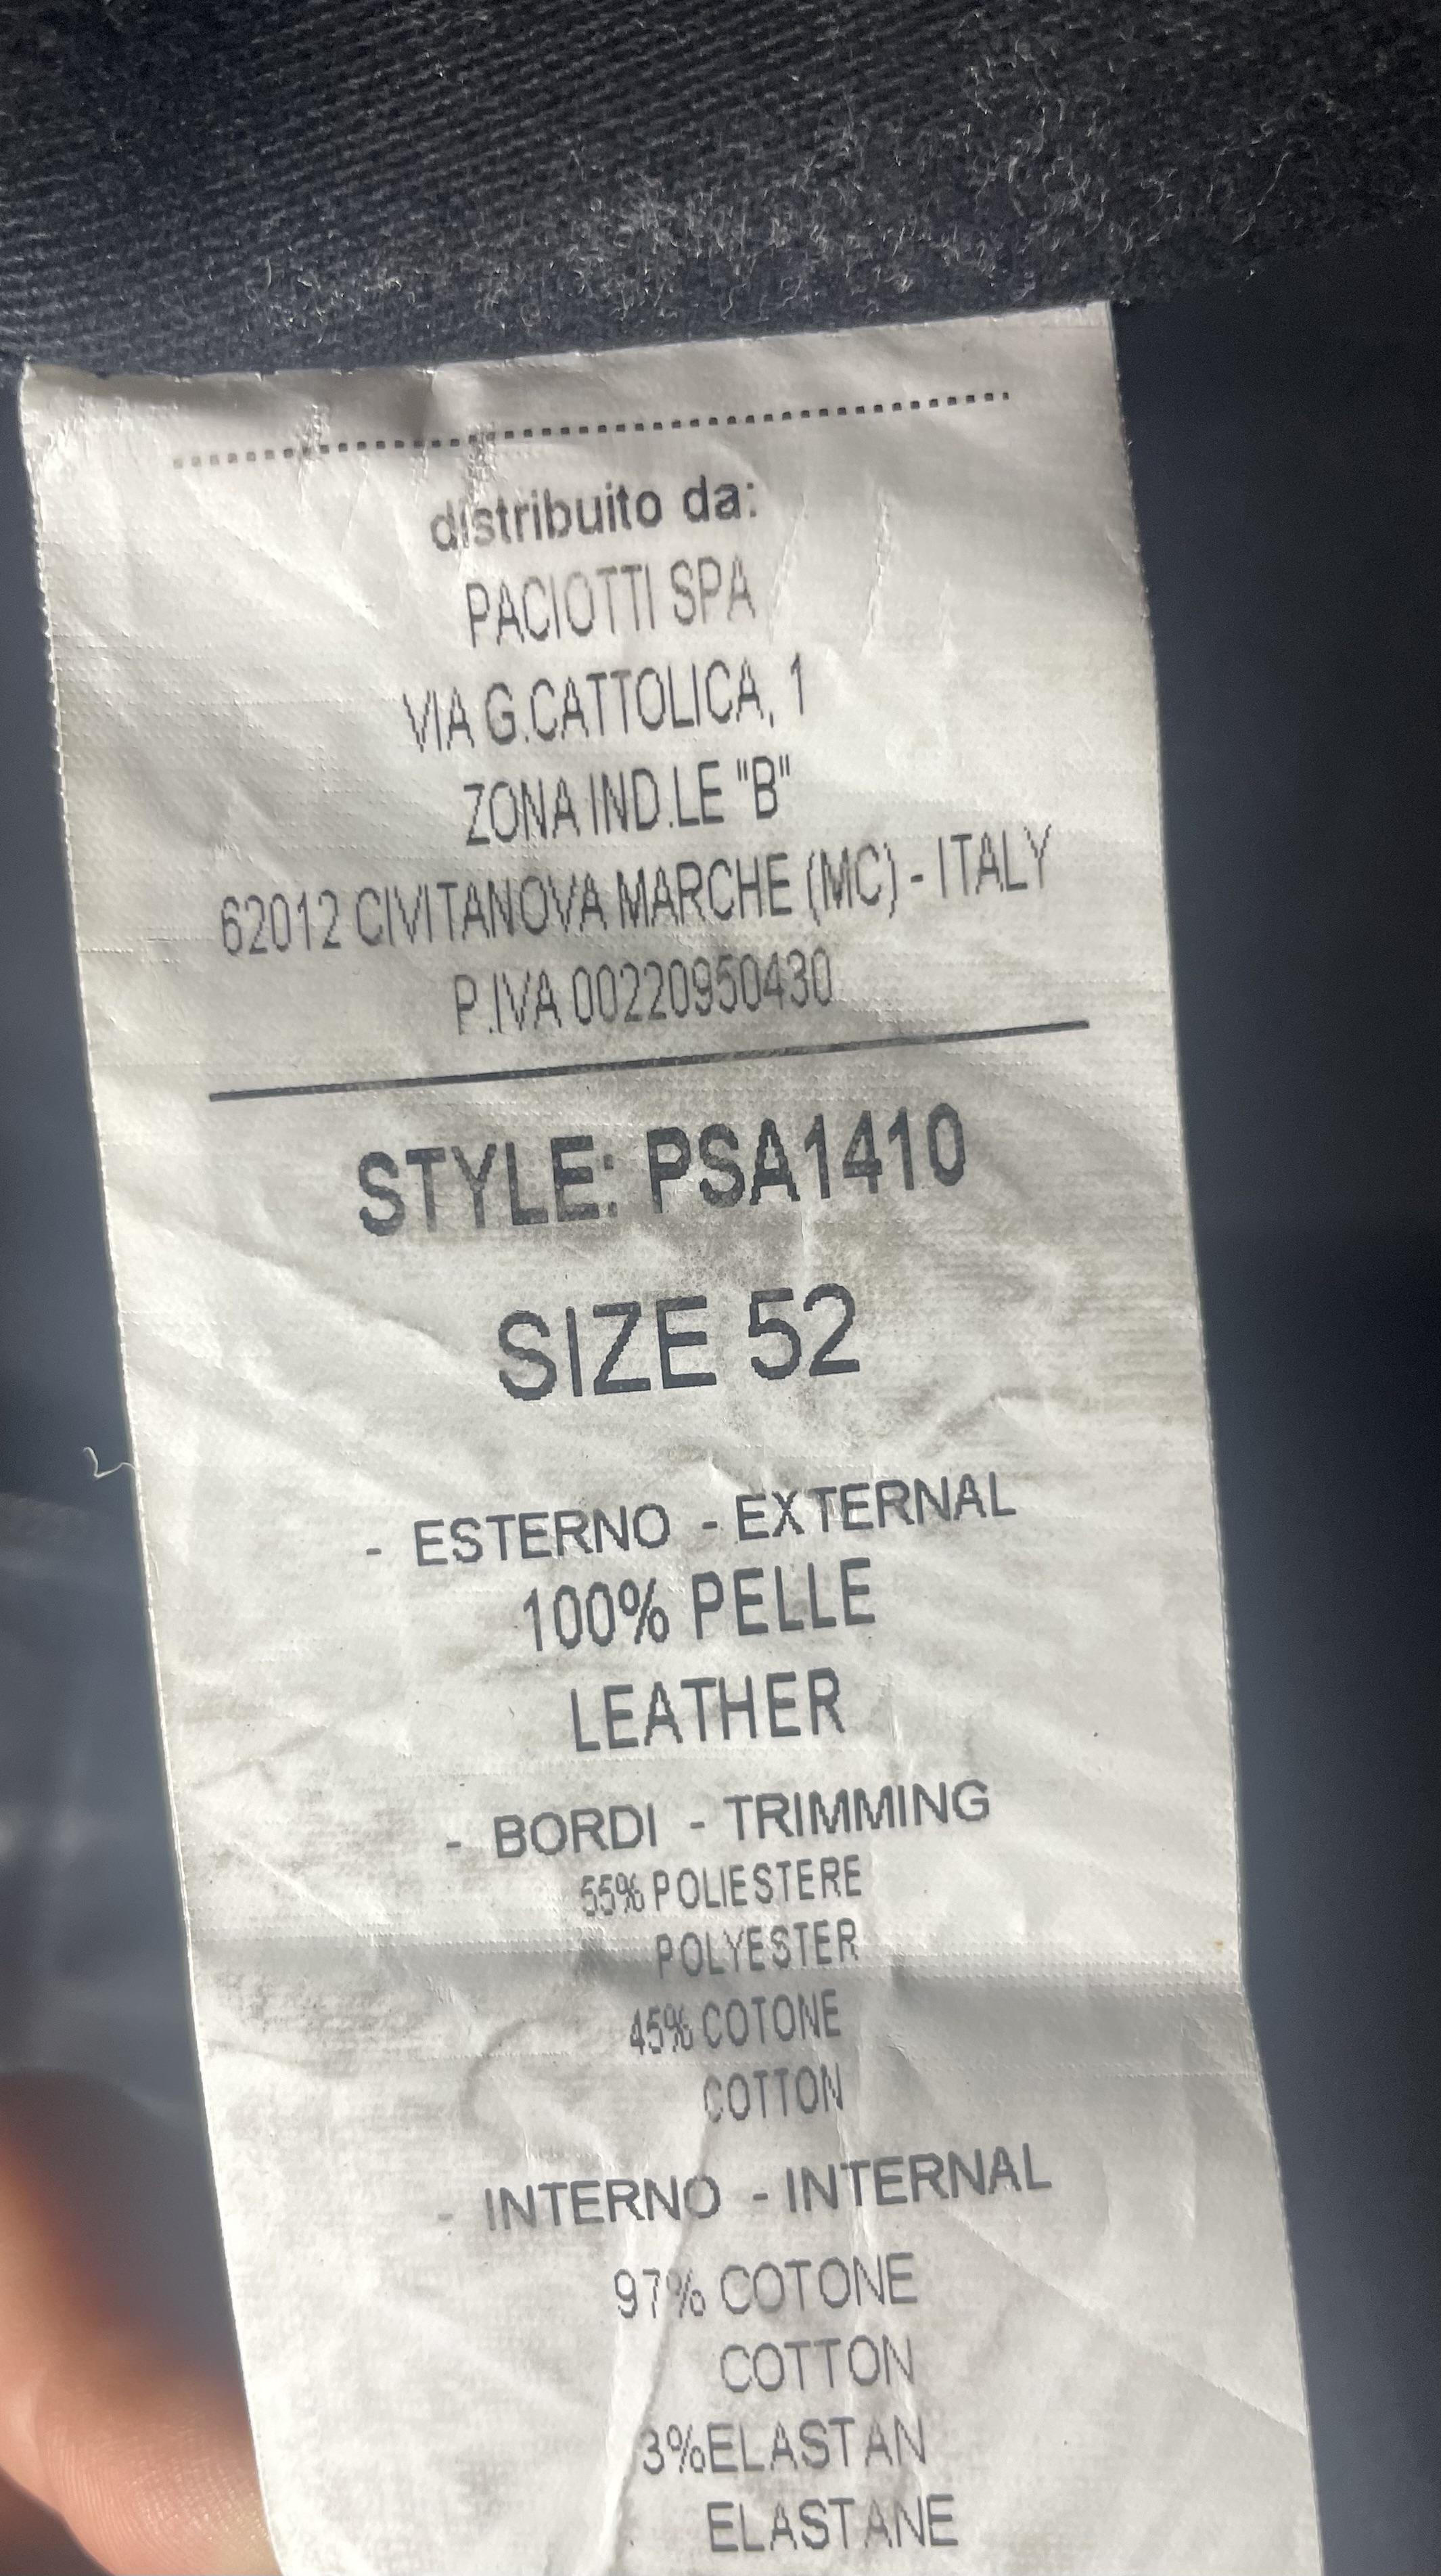 distribuito da:
PACIOTTI SPA
VIA G.CATTOLICA, 1
ZONA IND.LE "B"
62012 CIVITANOVA MARCHE (MC) - ITALY
P.IVA 00220950430
STYLE: PSA1410
SIZE 52
- ESTERNO - EXTERNAL
100% PELLE
LEATHER
- BORDI - TRIMMING
55% POLIESTERE
POLYESTER
45% COTONE
COTTON
- INTERNO - INTERNAL
97% COTONE
COTTON
3%ELASTAN
ELASTANE